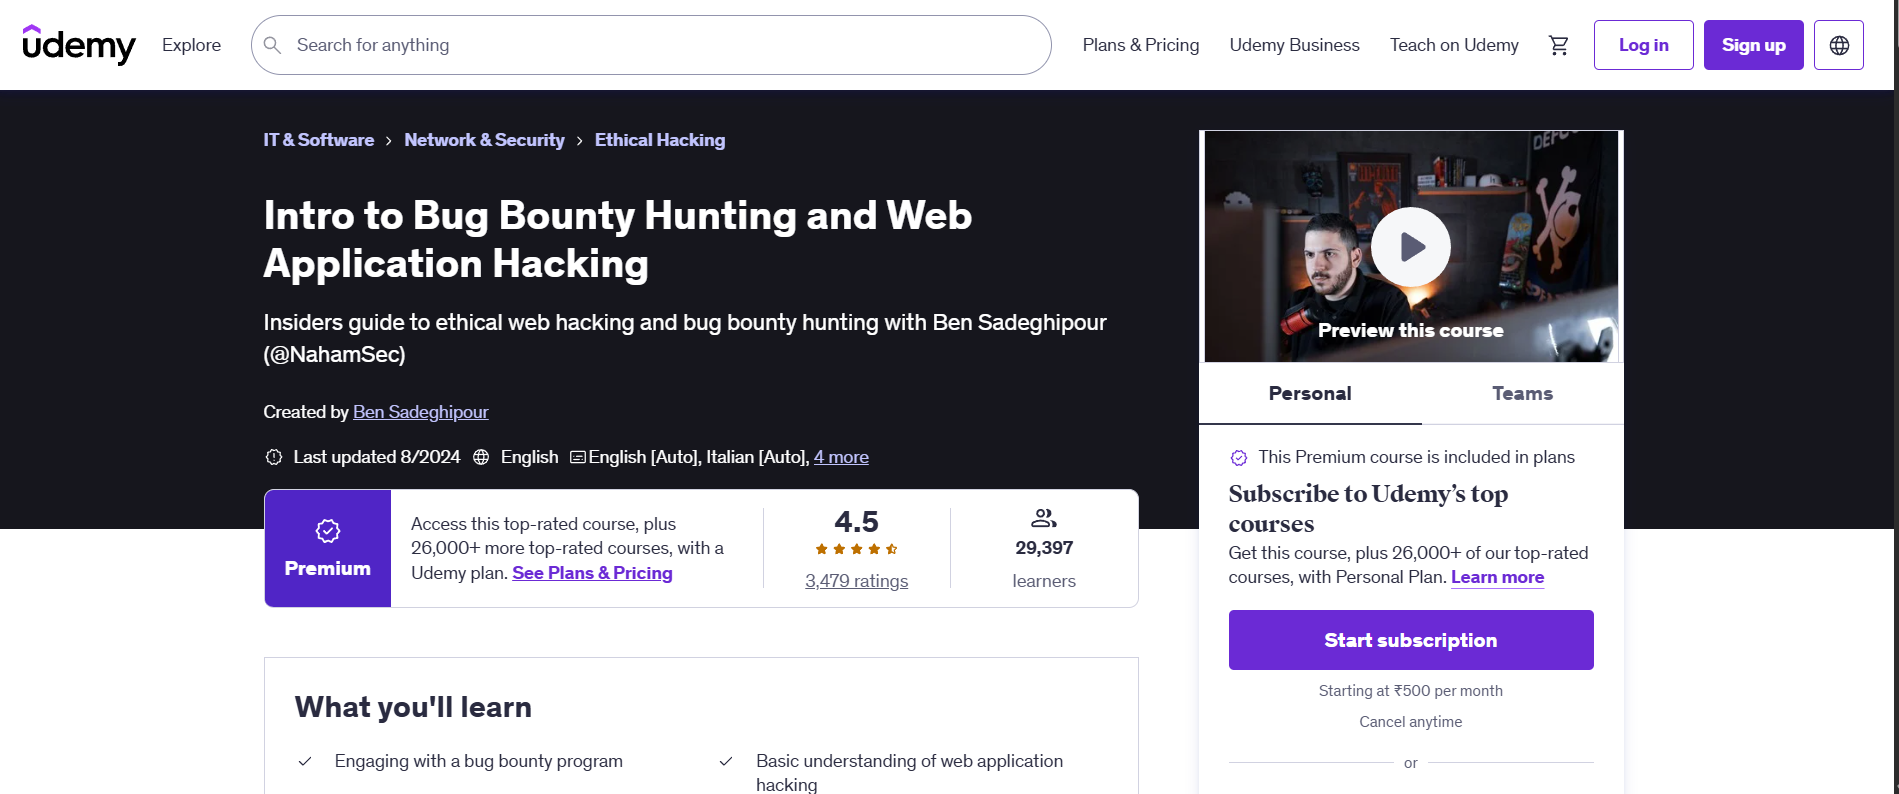 udemy
Explore
Search for anything
Plans & Pricing
Udemy Business
Teach on Udemy
Log in
Sign up
IT & Software > Network & Security > Ethical Hacking
Intro to Bug Bounty Hunting and Web
Application Hacking
Insiders guide to ethical web hacking and bug bounty hunting with Ben Sadeghipour
(@NahamSec)
Created by Ben Sadeghipour
Last updated 8/2024 English English [Auto], Italian [Auto], 4 more
Premium
Access this top-rated course, plus
26,000+ more top-rated courses, with a
Udemy plan. See Plans & Pricing
4.5
3,479 ratings
29,397
learners
What you'll learn
Engaging with a bug bounty program
Basic understanding of web application
hacking
Preview this course
Personal
Teams
This Premium course is included in plans
Subscribe to Udemy’s top
courses
Get this course, plus 26,000+ of our top-rated
courses, with Personal Plan. Learn more
Start subscription
Starting at ₹500 per month
Cancel anytime
or